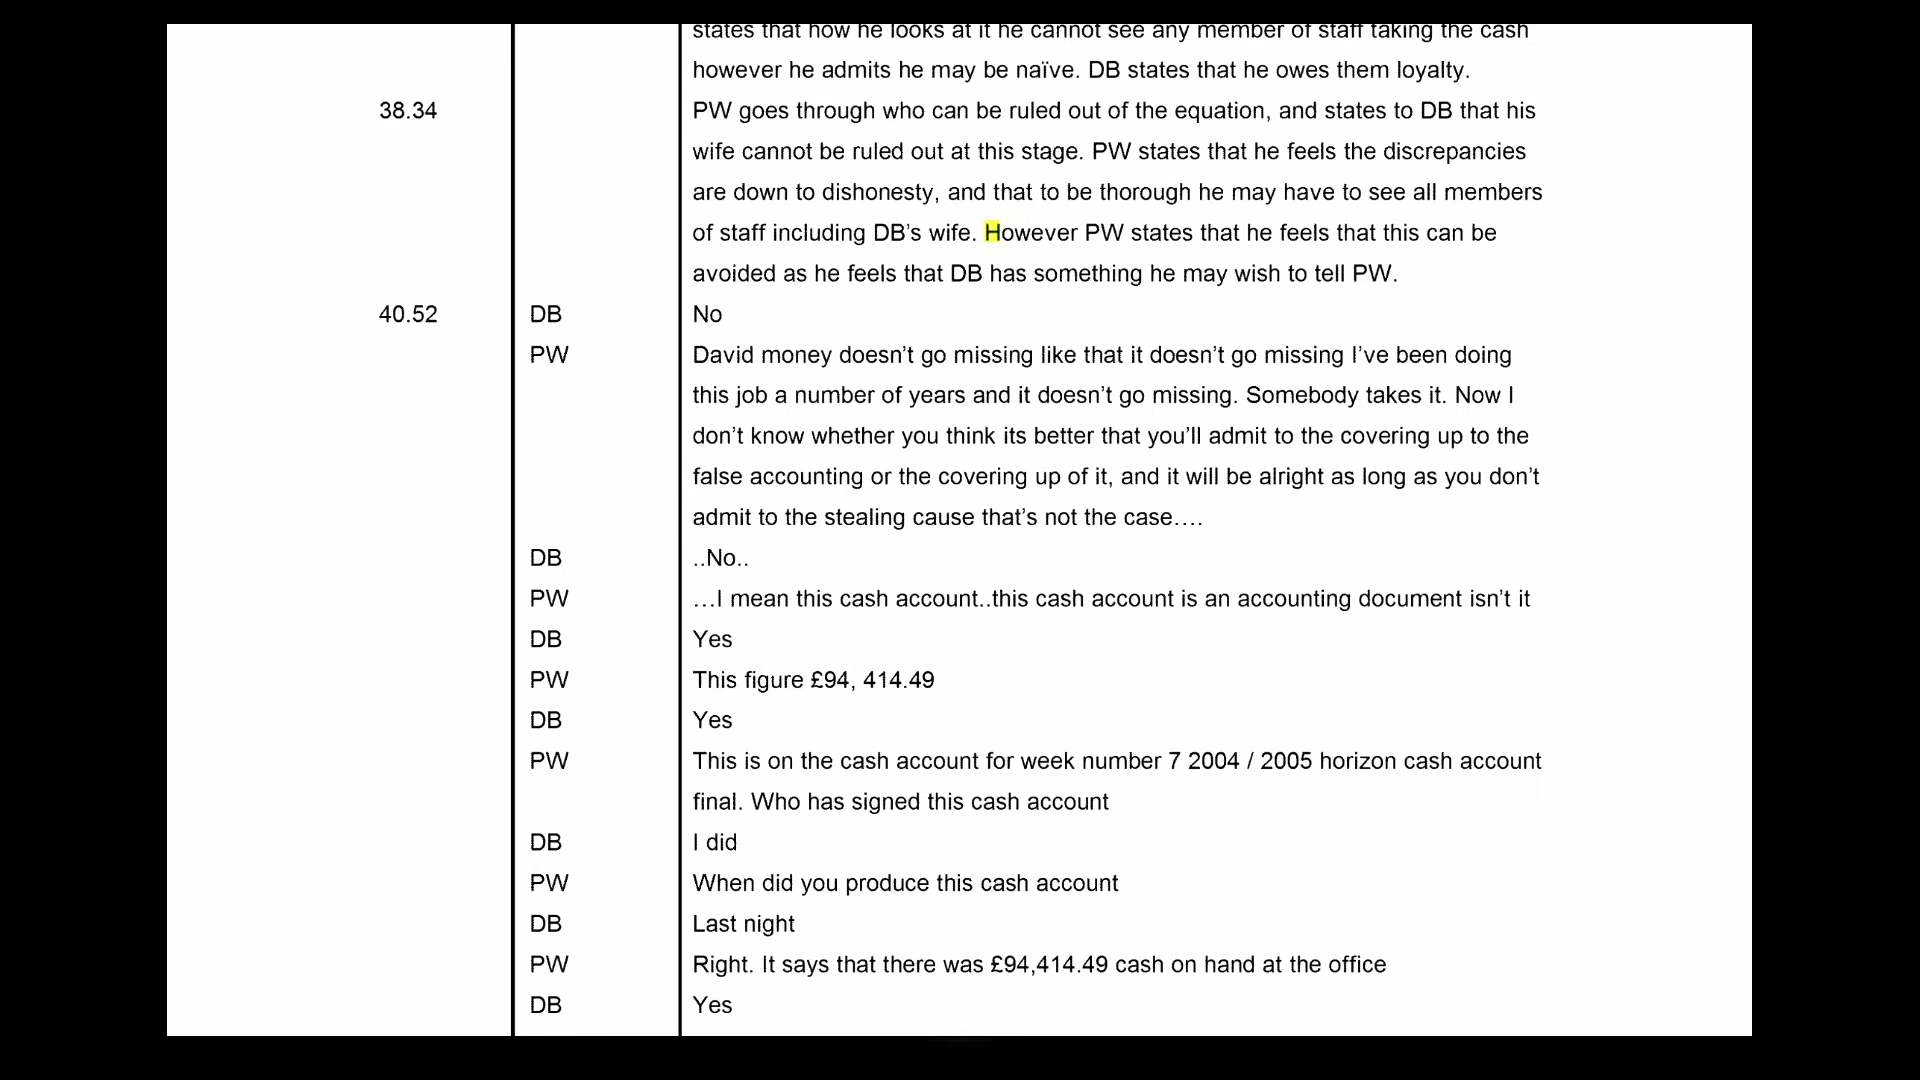 states that how he looks at it he cannot see any member of staff taking the cash
however he admits he may be naïve. DB states that he owes them loyalty.
38.34 PW goes through who can be ruled out of the equation, and states to DB that his
wife cannot be ruled out at this stage. PW states that he feels the discrepancies
are down to dishonesty, and that to be thorough he may have to see all members
of staff including DB's wife. However PW states that he feels that this can be
avoided as he feels that DB has something he may wish to tell PW.
40.52 DB No
PW David money doesn't go missing like that it doesn't go missing I've been doing
this job a number of years and it doesn't go missing. Somebody takes it. Now I
don't know whether you think its better that you'll admit to the covering up to the
false accounting or the covering up of it, and it will be alright as long as you don't
admit to the stealing cause that's not the case….
DB ..No..
PW …I mean this cash account..this cash account is an accounting document isn't it
DB Yes
PW This figure £94, 414.49
DB Yes
PW This is on the cash account for week number 7 2004 / 2005 horizon cash account
final. Who has signed this cash account
DB I did
PW When did you produce this cash account
DB Last night
PW Right. It says that there was £94,414.49 cash on hand at the office
DB Yes